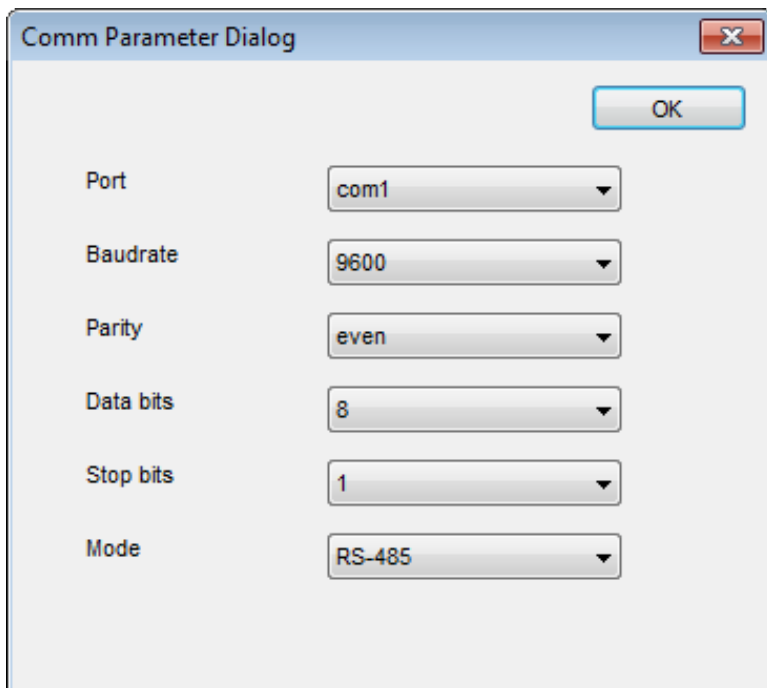 Comm Parameter Dialog
OK
Port com1
Baudrate 9600
Parity even
Data bits 8
Stop bits 1
Mode RS-485